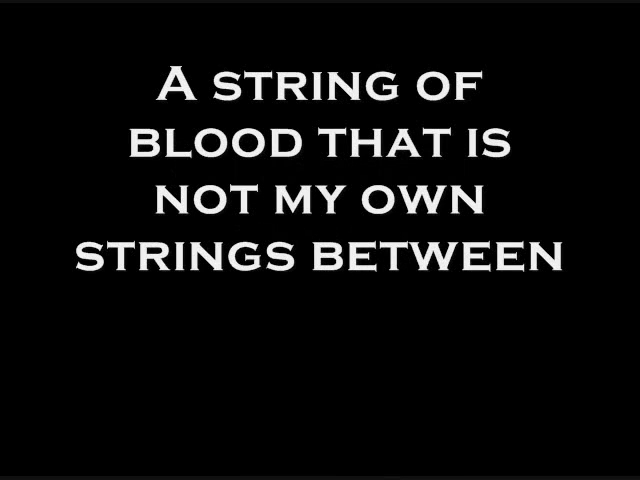 A STRING OF
BLOOD THAT IS
NOT MY OWN
STRINGS BETWEEN